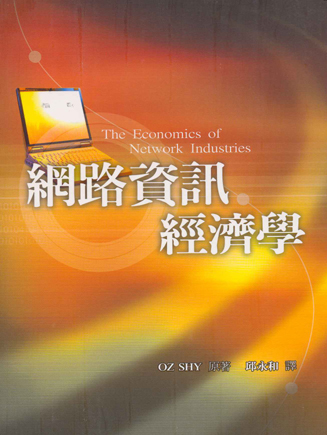 The Economics of
Network Industries
網路資訊
經濟學
OZ SHY 原著 邱永和 譯